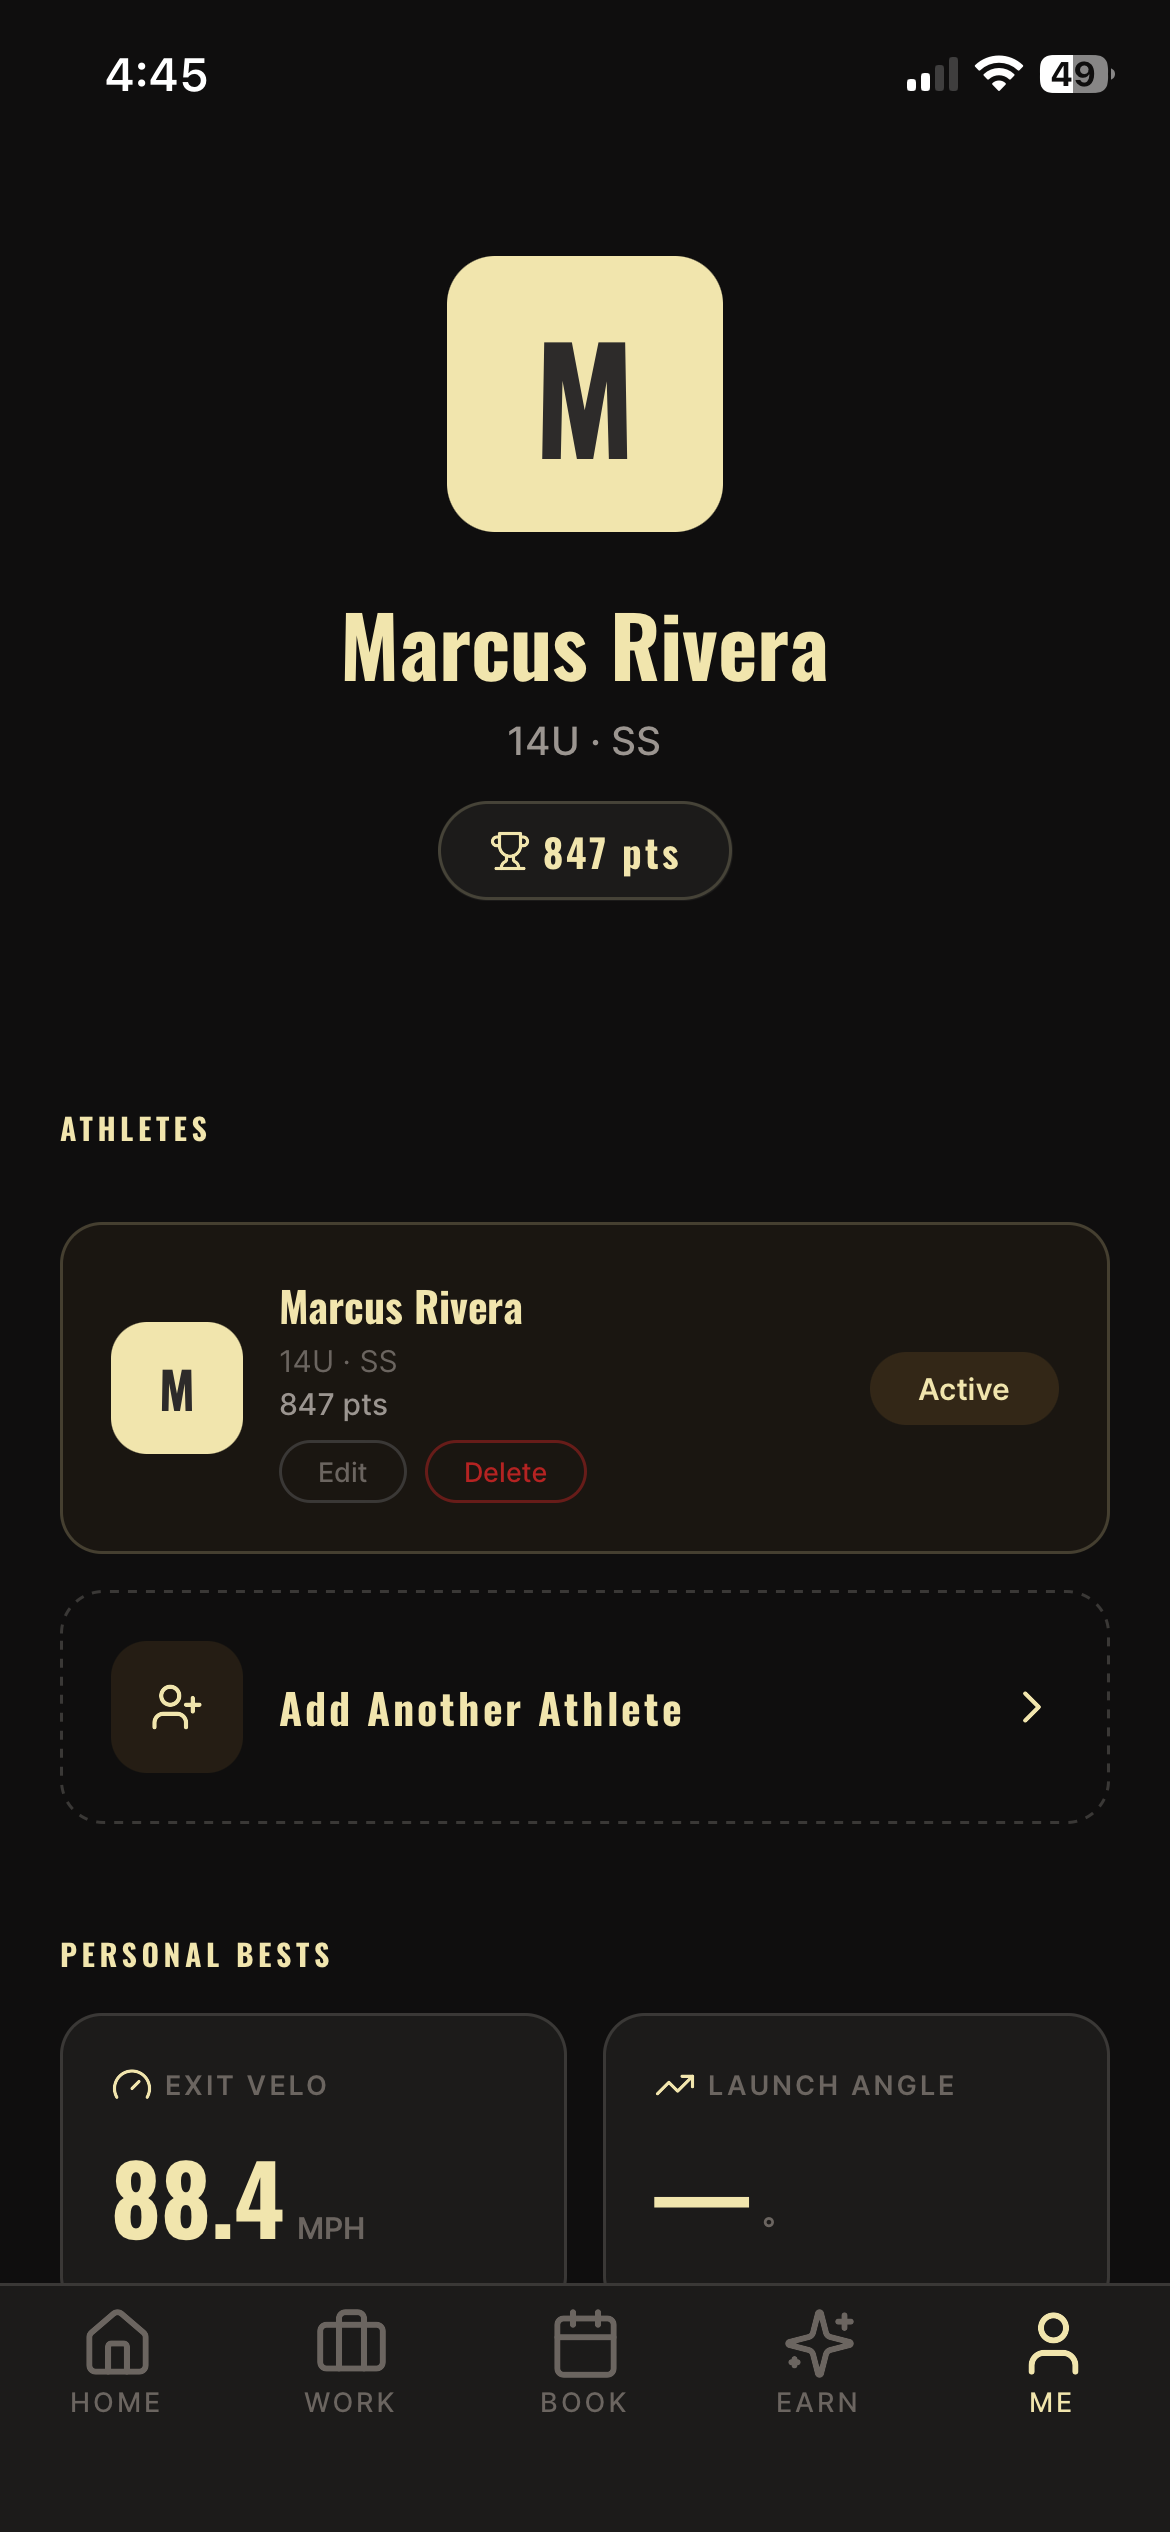 4:45
49
M
Marcus Rivera
14U · SS
847 pts
ATHLETES
M
Marcus Rivera
14U · SS
847 pts
Active
Edit
Delete
Add Another Athlete
PERSONAL BESTS
EXIT VELO
88.4 MPH
LAUNCH ANGLE
— °
HOME
WORK
BOOK
EARN
ME